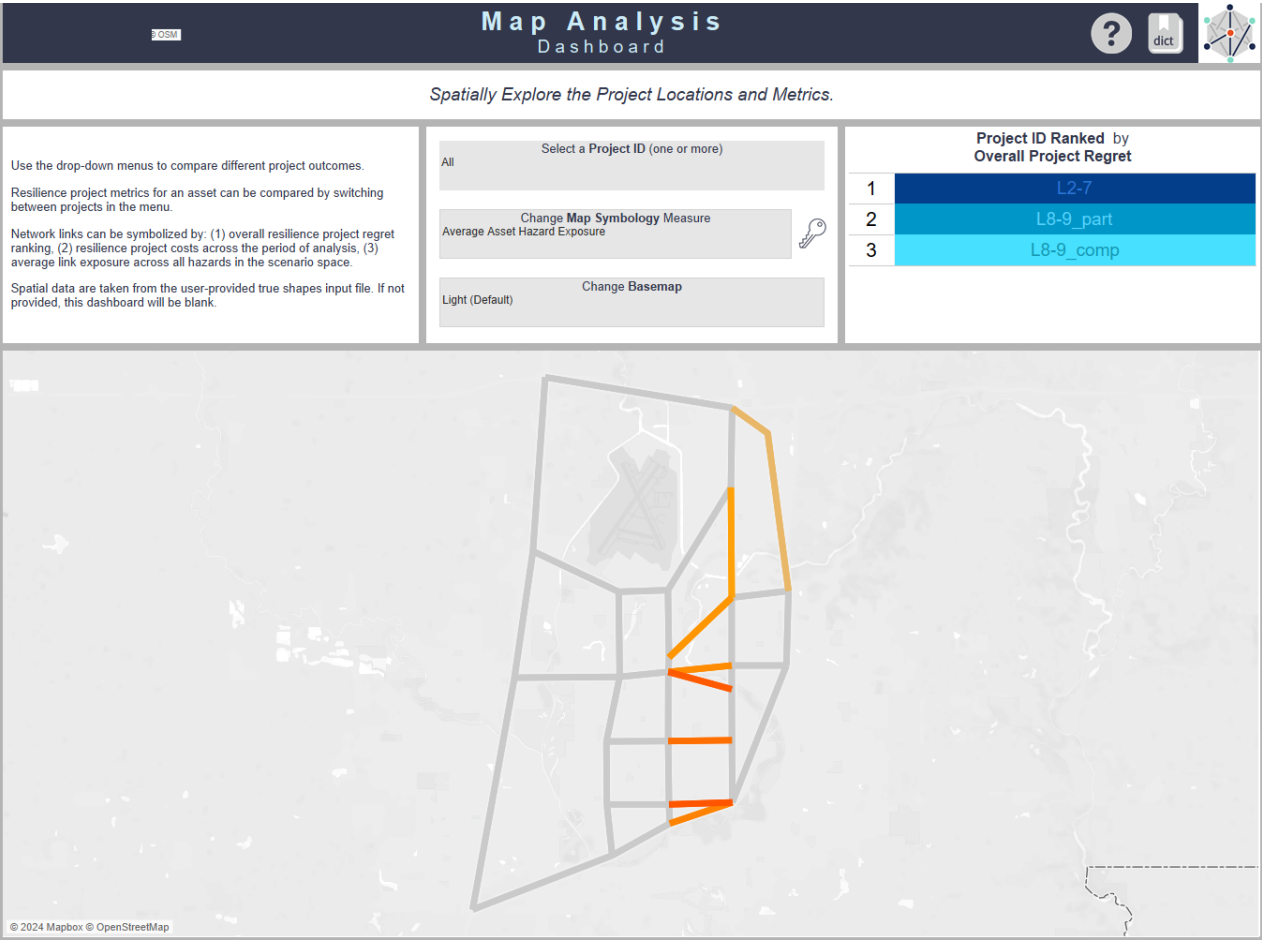 Map Analysis
Dashboard
© OSM
?
dict
Spatially Explore the Project Locations and Metrics.
Use the drop-down menus to compare different project outcomes.
Resilience project metrics for an asset can be compared by switching
between projects in the menu.
Network links can be symbolized by: (1) overall resilience project regret
ranking, (2) resilience project costs across the period of analysis, (3)
average link exposure across all hazards in the scenario space.
Spatial data are taken from the user-provided true shapes input file. If not
provided, this dashboard will be blank.
Select a Project ID (one or more)
All
Change Map Symbology Measure
Average Asset Hazard Exposure
Change Basemap
Light (Default)
Project ID Ranked by
Overall Project Regret
1 L2-7
2 L8-9_part
3 L8-9_comp
© 2024 Mapbox © OpenStreetMap